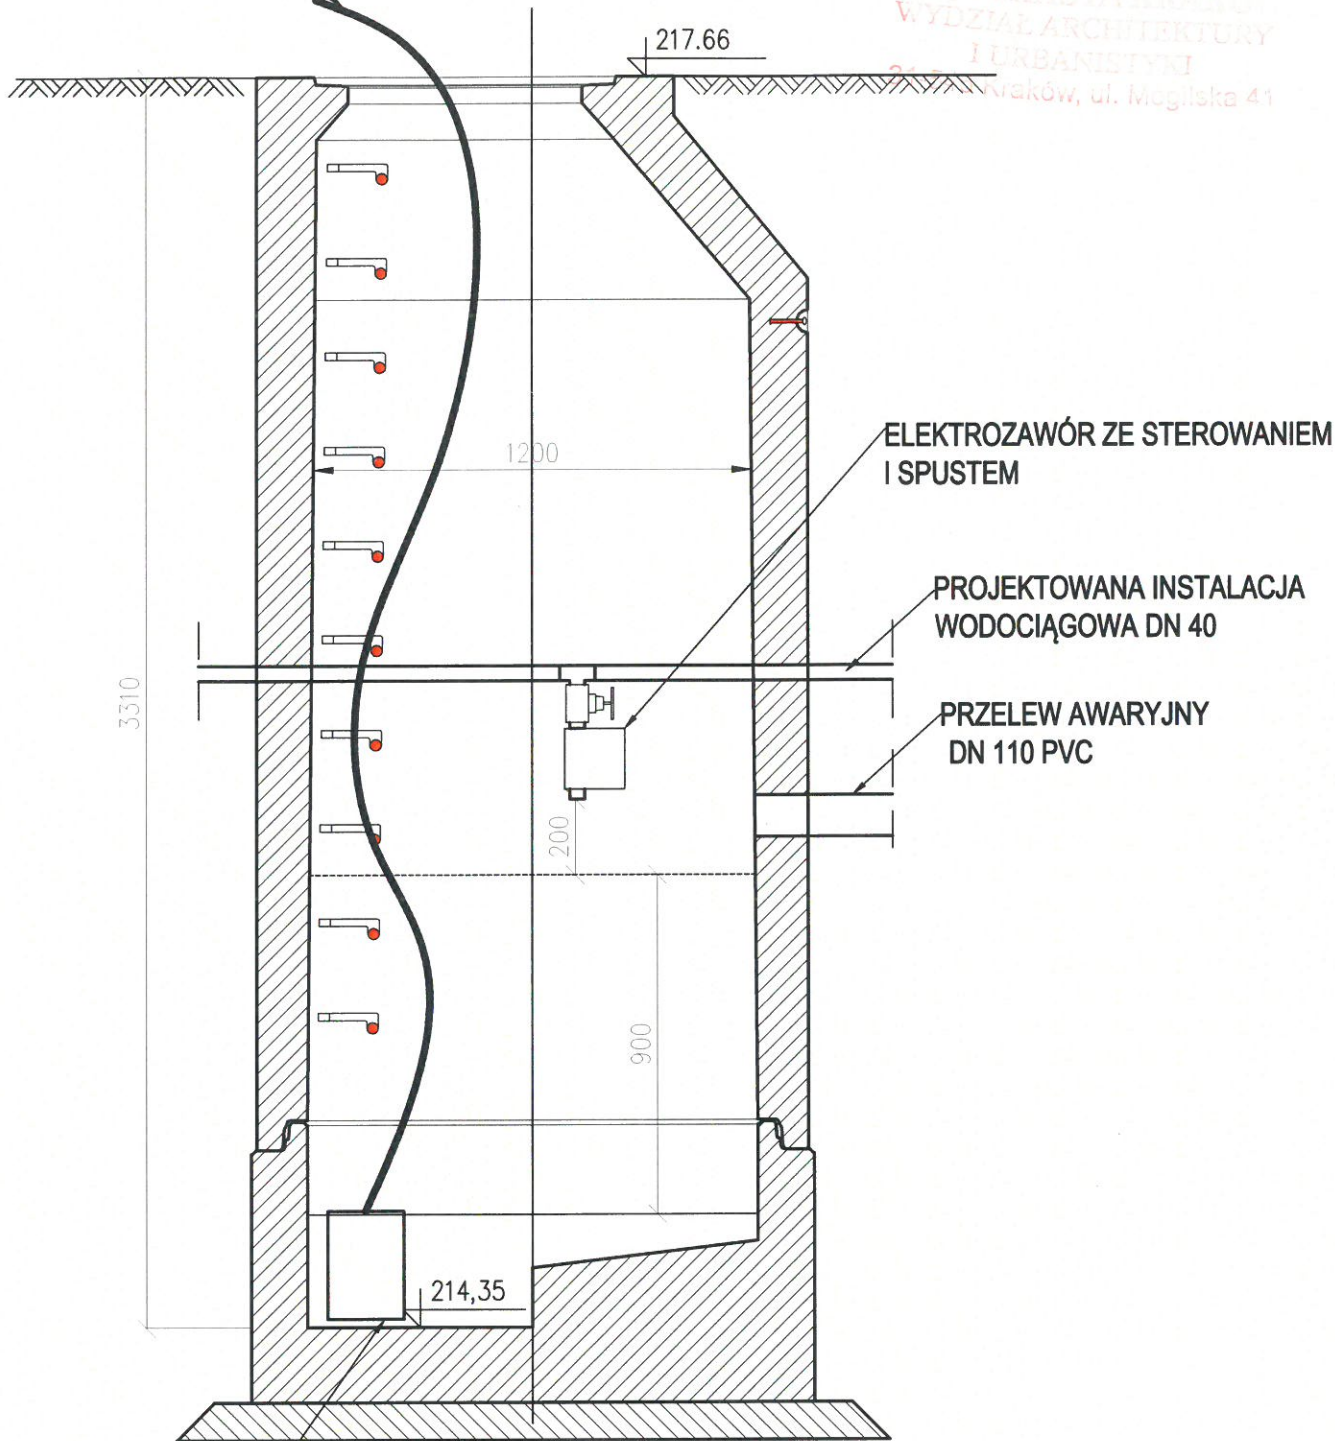 WYDZIAŁ ARCHITEKTURY
I URBANISTYKI
Kraków, ul. Mogilska 41
217.66
1200
ELEKTROZAWÓR ZE STEROWANIEM
I SPUSTEM
PROJEKTOWANA INSTALACJA
WODOCIĄGOWA DN 40
3310
PRZELEW AWARYJNY
DN 110 PVC
200
900
214,35